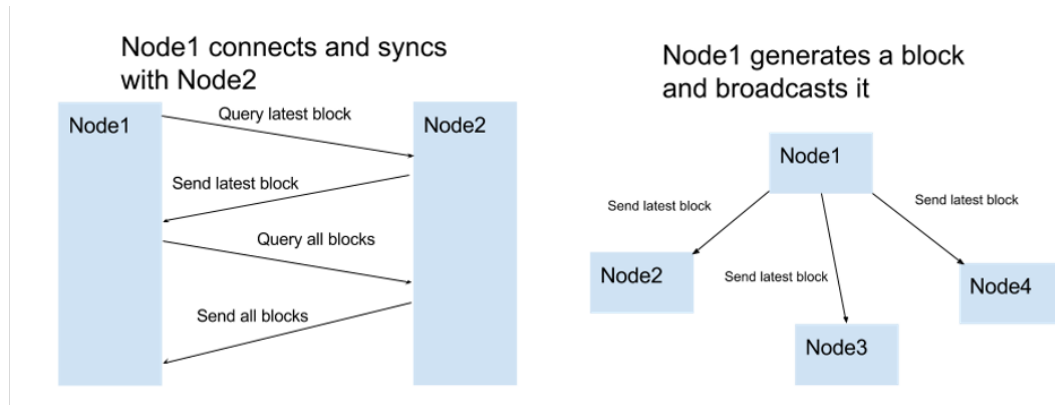 Node1 connects and syncs
with Node2
Node1
Node2
Query latest block
Send latest block
Query all blocks
Send all blocks
Node1 generates a block
and broadcasts it
Node1
Send latest block
Send latest block
Node2
Send latest block
Node4
Node3